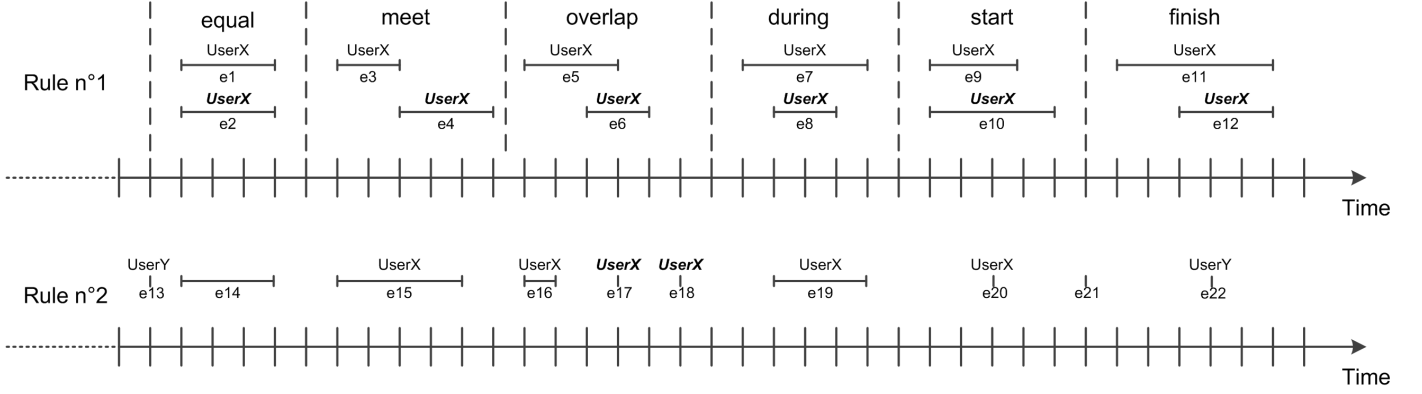 equal meet overlap during start finish
UserX UserX UserX UserX UserX UserX
Rule n°1
e1 e3 e5 e7 e9 e11
UserX UserX UserX UserX UserX UserX
e2 e4 e6 e8 e10 e12
Time
UserY UserX UserX UserX UserX UserX UserX UserY
Rule n°2
e13 e14 e15 e16 e17 e18 e19 e20 e21 e22
Time